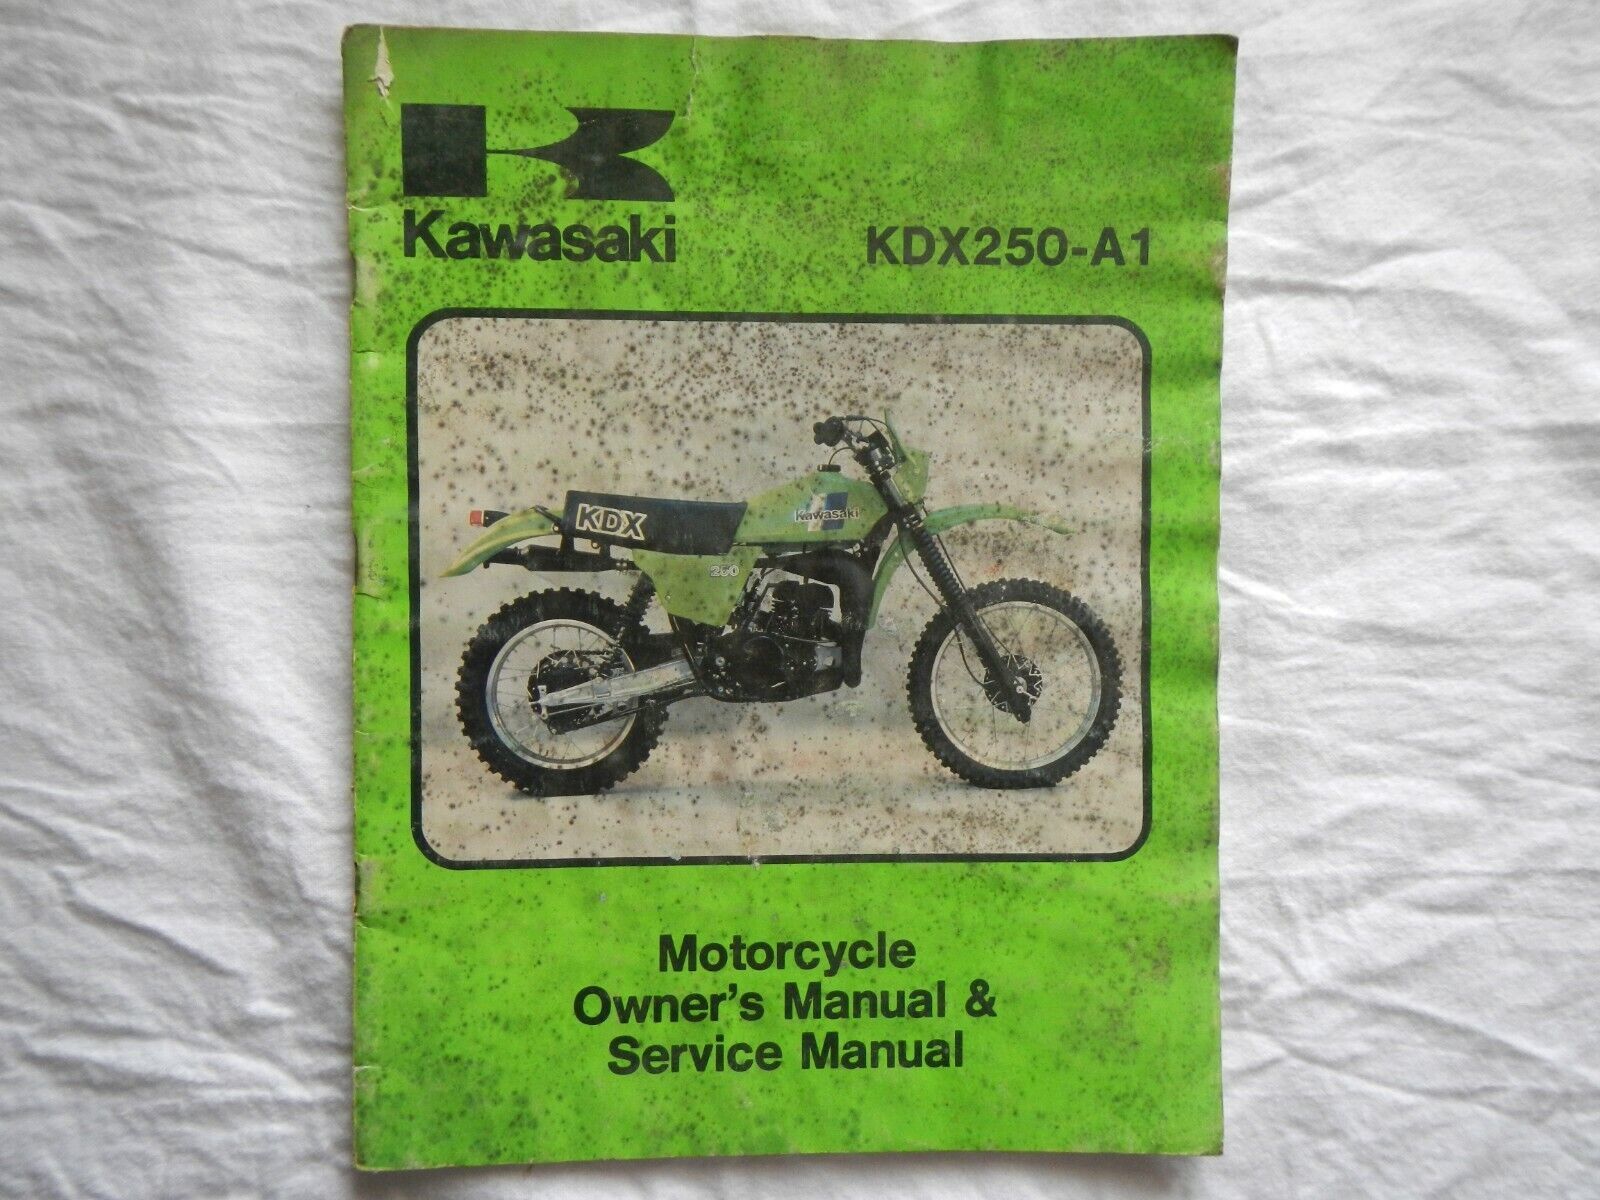 Kawasaki
KDX250-A1
KDX
Kawasaki
250
Motorcycle
Owner's Manual &
Service Manual